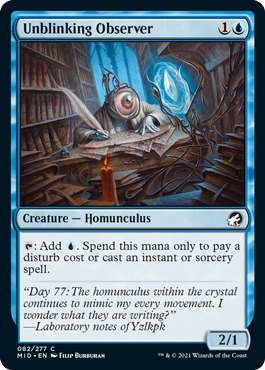 Unblinking Observer 1
Creature — Homunculus
: Add . Spend this mana only to pay a
disturb cost or cast an instant or sorcery
spell.
“Day 77: The homunculus within the crystal
continues to mimic my every movement. I
wonder what they are writing?”
—Laboratory notes of Yzlkpk
2/1
082/277 C
MID • EN FILIP BURBURAN
™ & © 2021 Wizards of the Coast